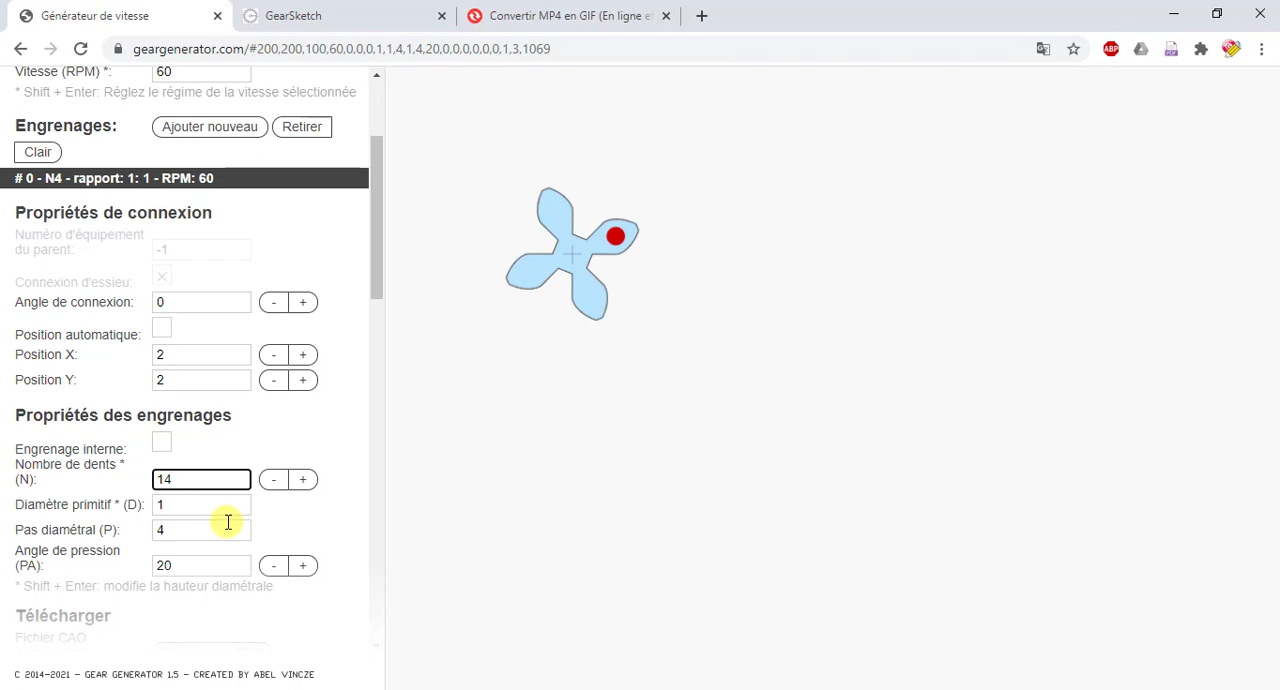 Générateur de vitesse
GearSketch
Convertir MP4 en GIF (En ligne et
geargenerator.com/#200,200,100,60,0,0,0,1,1,4,1,4,20,0,0,0,0,0,0,1,3,1069
ABP
Vitesse (RPM) *: 60
* Shift + Enter: Réglez le régime de la vitesse sélectionnée
Engrenages: Ajouter nouveau Retirer
Clair
# 0 - N4 - rapport: 1: 1 - RPM: 60
Propriétés de connexion
Numéro d'équipement
du parent: -1
Connexion d'essieu:
Angle de connexion: 0 - +
Position automatique:
Position X: 2 - +
Position Y: 2 - +
Propriétés des engrenages
Engrenage interne:
Nombre de dents *
(N): 14 - +
Diamètre primitif * (D): 1
Pas diamétral (P): 4
Angle de pression
(PA): 20 - +
* Shift + Enter: modifie la hauteur diamétrale
Télécharger
Fichier CAO
C 2014-2021 - GEAR GENERATOR 1.5 - CREATED BY ABEL VINCZE